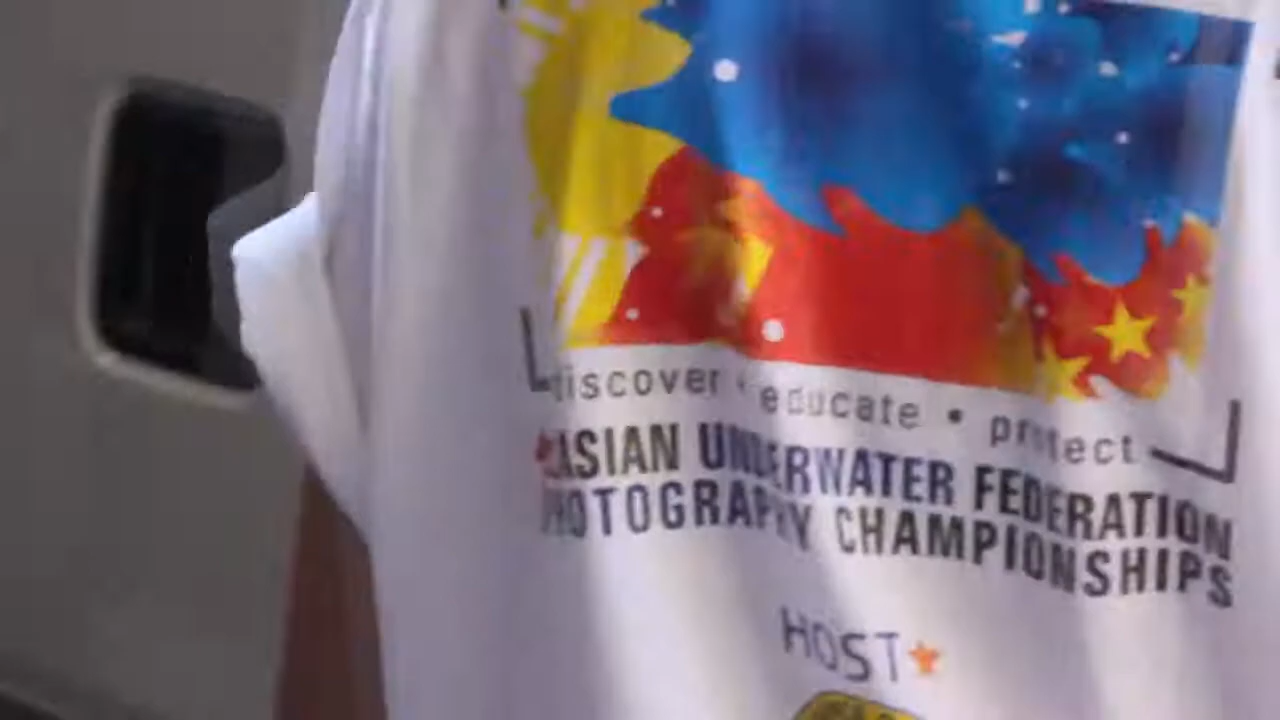 discover • educate • protect
ASIAN UNDERWATER FEDERATION
PHOTOGRAPHY CHAMPIONSHIPS
HOST